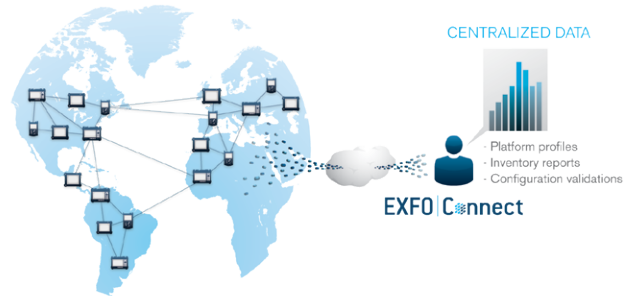 CENTRALIZED DATA
· Platform profiles
· Inventory reports
· Configuration validations
EXFO | Connect